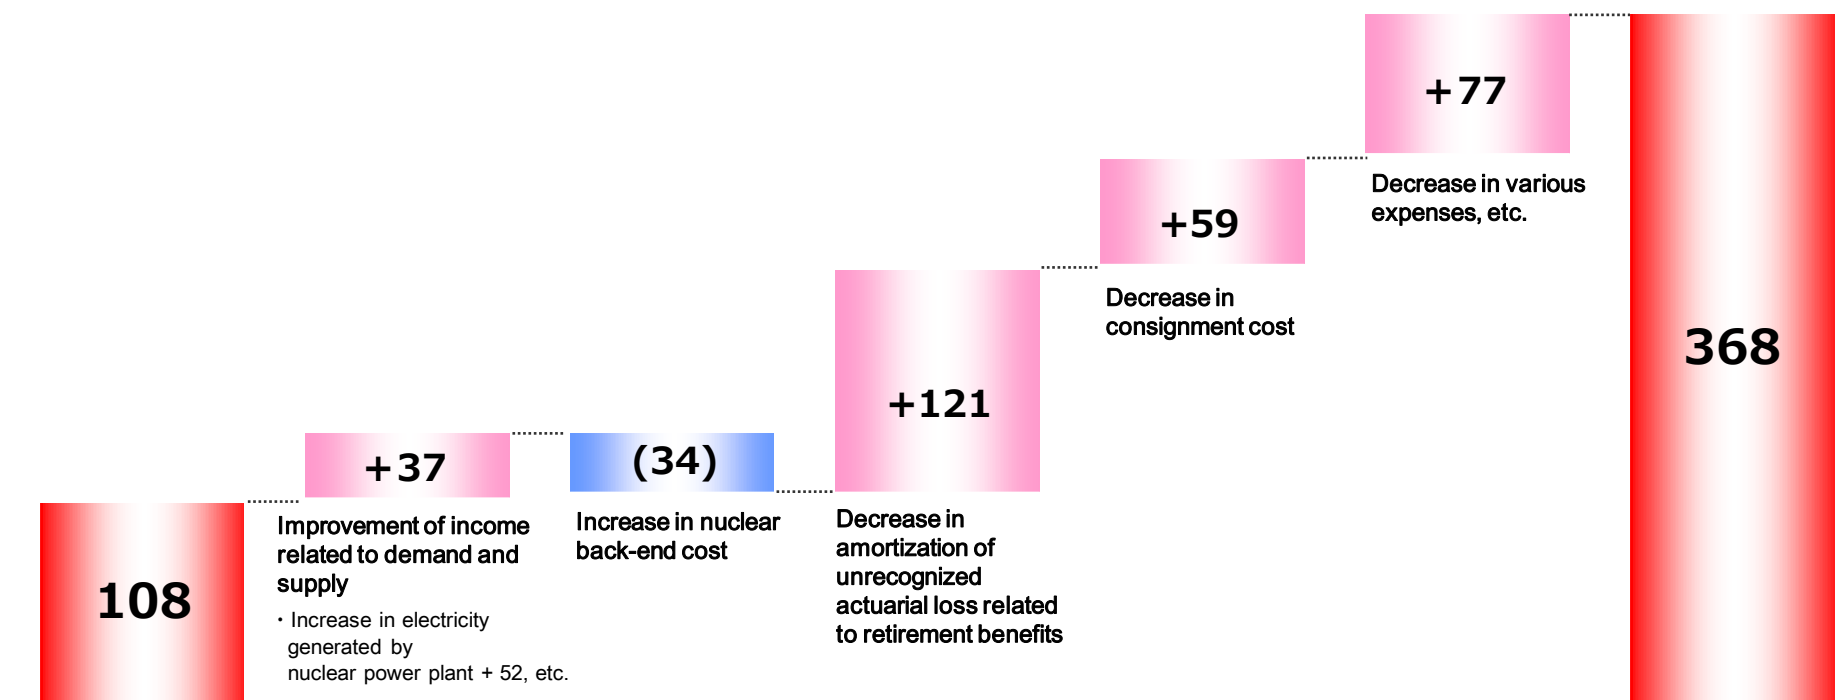 108
+37
Improvement of income
related to demand and
supply
・Increase in electricity
generated by
nuclear power plant + 52, etc.
(34)
Increase in nuclear
back-end cost
+121
Decrease in
amortization of
unrecognized
actuarial loss related
to retirement benefits
+59
Decrease in
consignment cost
+77
Decrease in various
expenses, etc.
368